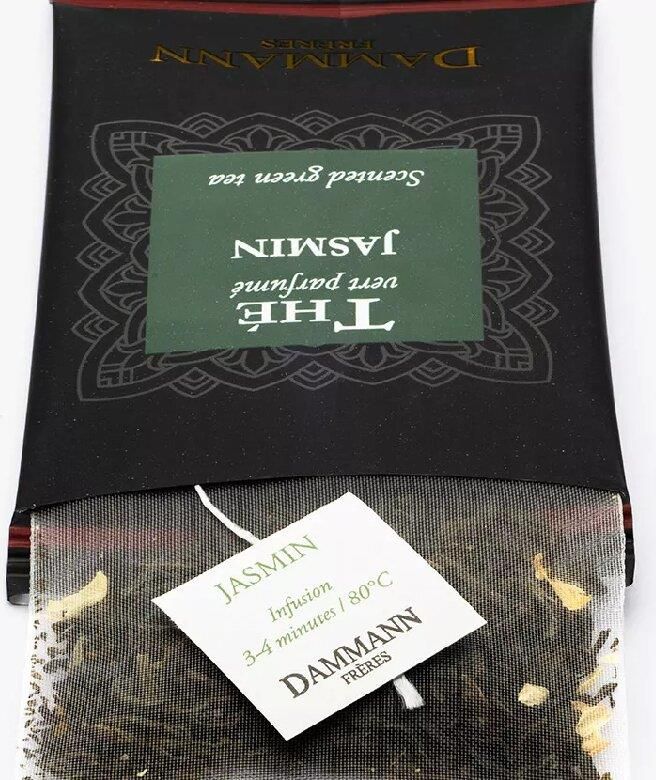 DAMMANN
FRÈRES
THÉ
vert parfumé
JASMIN
Scented green tea
JASMIN
Infusion
3-4 minutes / 80°C
DAMMANN
FRÈRES